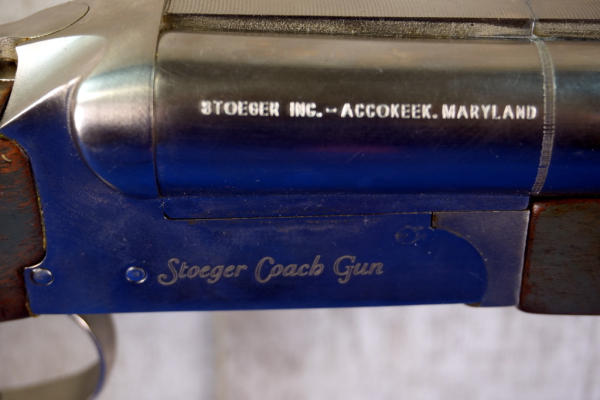 STOEGER INC.-ACCOKEEK, MARYLAND
Stoeger Coach Gun